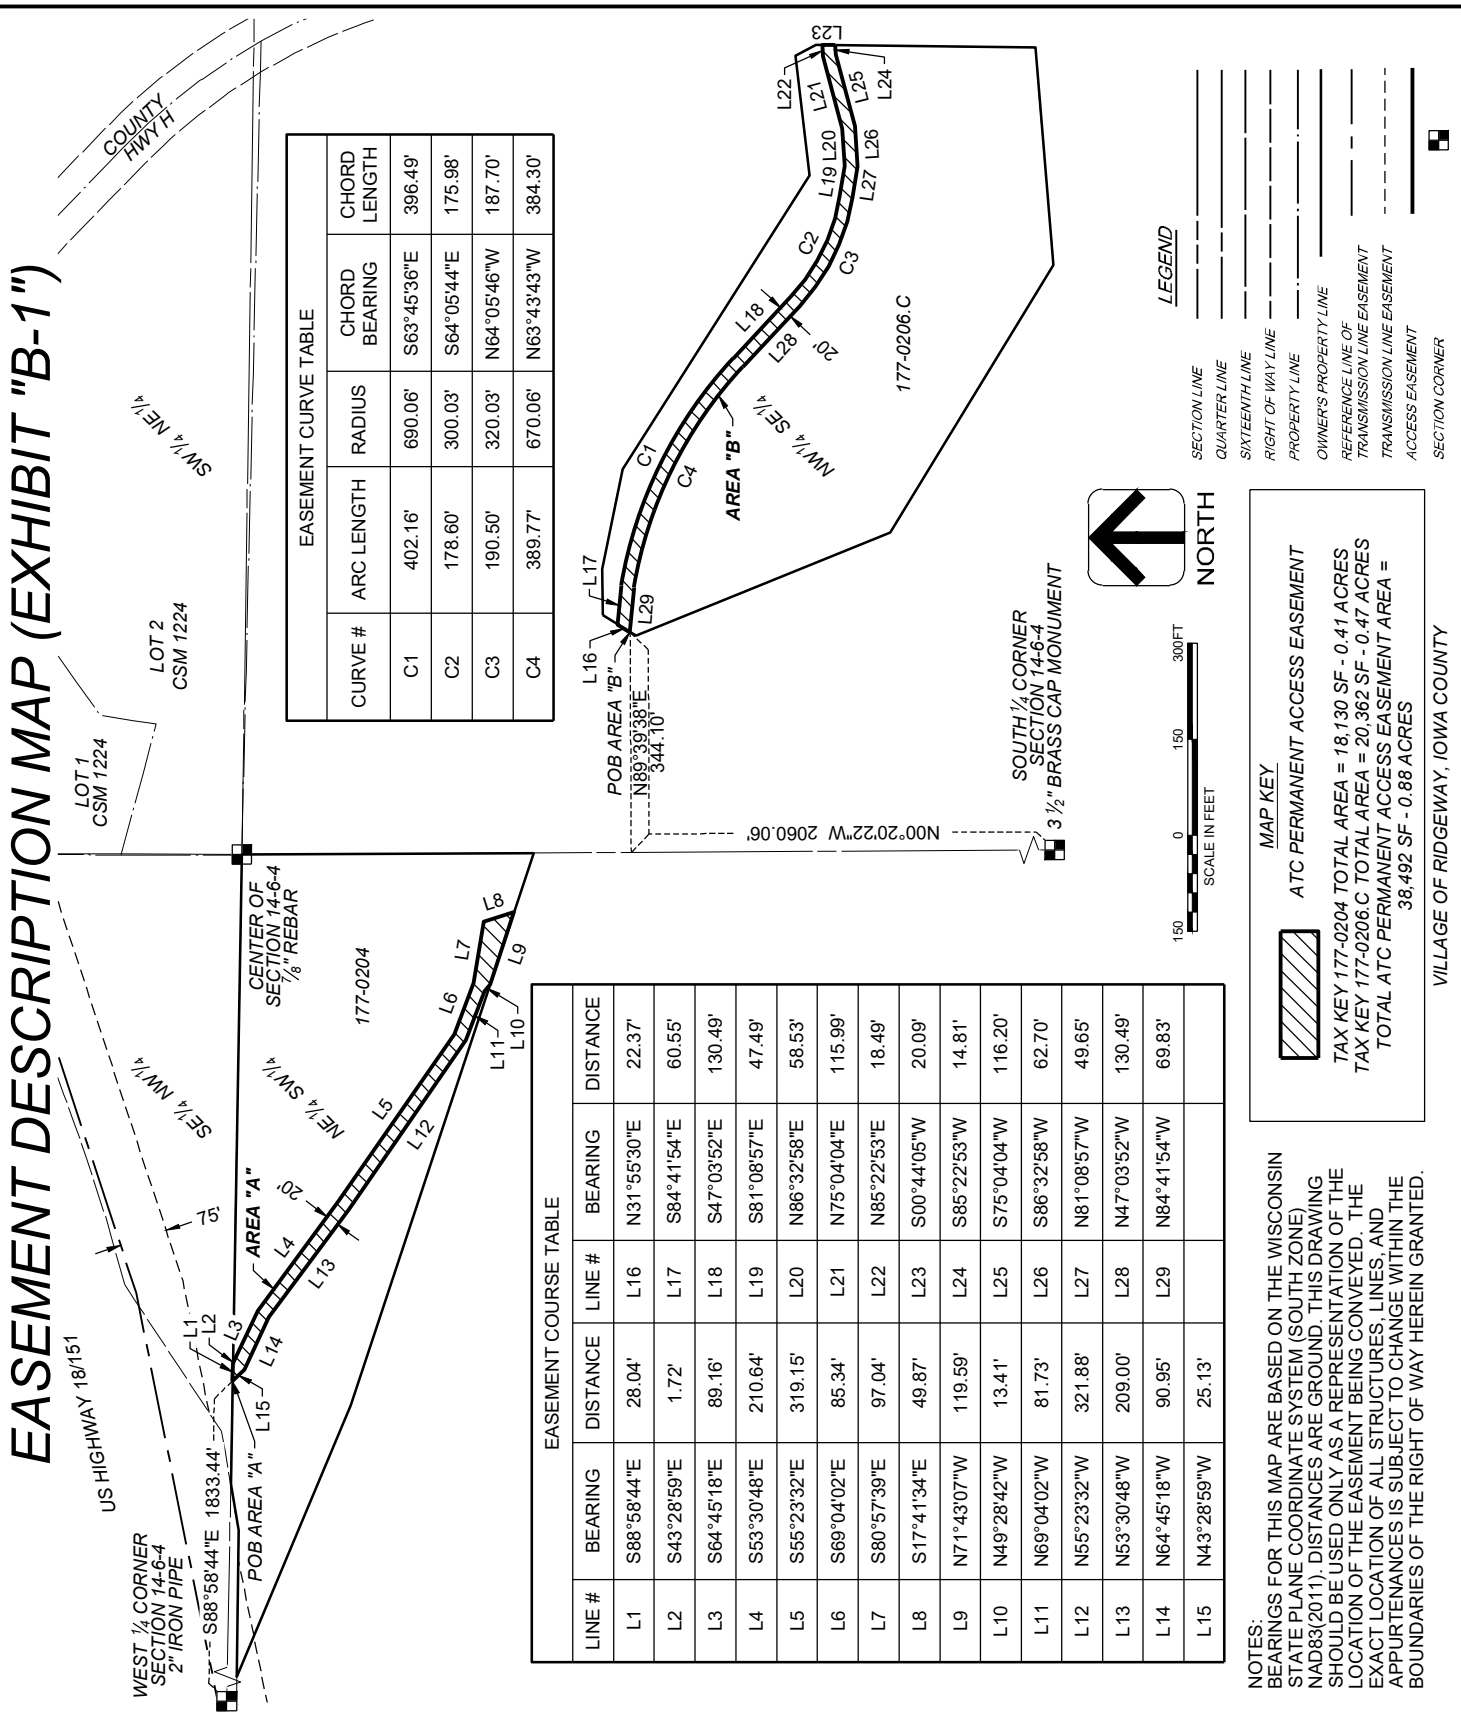 EASEMENT DESCRIPTION MAP (EXHIBIT "B-1")
US HIGHWAY 18/151
COUNTY
HWY H
LOT 1
CSM 1224
LOT 2
CSM 1224
SW¼ NE¼
SE¼ NW¼
NE¼ SW¼
NW¼ SE¼
WEST ¼ CORNER
SECTION 14-6-4
2" IRON PIPE
S88°58'44"E 1833.44'
POB AREA "A"
75'
AREA "A"
20'
L1
L2
L3
L4
L5
L6
L7
L8
L9
L10
L11
L12
L13
L14
L15
CENTER OF
SECTION 14-6-4
⅞" REBAR
177-0204
EASEMENT CURVE TABLE
CURVE # ARC LENGTH RADIUS CHORD BEARING CHORD LENGTH
C1 402.16' 690.06' S63°45'36"E 396.49'
C2 178.60' 300.03' S64°05'44"E 175.98'
C3 190.50' 320.03' N64°05'46"W 187.70'
C4 389.77' 670.06' N63°43'43"W 384.30'
POB AREA "B"
N89°39'38"E
344.10'
N00°20'22"W 2060.06'
L16
L17
C1
C4
L29
AREA "B"
L18
L28
20'
C2
C3
L19
L20
L27
L26
L21
L25
L22
L24
L23
177-0206.C
SOUTH ¼ CORNER
SECTION 14-6-4
3 ½" BRASS CAP MONUMENT
EASEMENT COURSE TABLE
LINE # BEARING DISTANCE LINE # BEARING DISTANCE
L1 S88°58'44"E 28.04' L16 N31°55'30"E 22.37'
L2 S43°28'59"E 1.72' L17 S84°41'54"E 60.55'
L3 S64°45'18"E 89.16' L18 S47°03'52"E 130.49'
L4 S53°30'48"E 210.64' L19 S81°08'57"E 47.49'
L5 S55°23'32"E 319.15' L20 N86°32'58"E 58.53'
L6 S69°04'02"E 85.34' L21 N75°04'04"E 115.99'
L7 S80°57'39"E 97.04' L22 N85°22'53"E 18.49'
L8 S17°41'34"E 49.87' L23 S00°44'05"W 20.09'
L9 N71°43'07"W 119.59' L24 S85°22'53"W 14.81'
L10 N49°28'42"W 13.41' L25 S75°04'04"W 116.20'
L11 N69°04'02"W 81.73' L26 S86°32'58"W 62.70'
L12 N55°23'32"W 321.88' L27 N81°08'57"W 49.65'
L13 N53°30'48"W 209.00' L28 N47°03'52"W 130.49'
L14 N64°45'18"W 90.95' L29 N84°41'54"W 69.83'
L15 N43°28'59"W 25.13'
150 0 150 300FT
SCALE IN FEET
NORTH
LEGEND
SECTION LINE
QUARTER LINE
SIXTEENTH LINE
RIGHT OF WAY LINE
PROPERTY LINE
OWNER'S PROPERTY LINE
REFERENCE LINE OF
TRANSMISSION LINE EASEMENT
TRANSMISSION LINE EASEMENT
ACCESS EASEMENT
SECTION CORNER
NOTES:
BEARINGS FOR THIS MAP ARE BASED ON THE WISCONSIN
STATE PLANE COORDINATE SYSTEM (SOUTH ZONE)
NAD83(2011). DISTANCES ARE GROUND. THIS DRAWING
SHOULD BE USED ONLY AS A REPRESENTATION OF THE
LOCATION OF THE EASEMENT BEING CONVEYED. THE
EXACT LOCATION OF ALL STRUCTURES, LINES, AND
APPURTENANCES IS SUBJECT TO CHANGE WITHIN THE
BOUNDARIES OF THE RIGHT OF WAY HEREIN GRANTED.
MAP KEY
ATC PERMANENT ACCESS EASEMENT
TAX KEY 177-0204 TOTAL AREA = 18,130 SF - 0.41 ACRES
TAX KEY 177-0206.C TOTAL AREA = 20,362 SF - 0.47 ACRES
TOTAL ATC PERMANENT ACCESS EASEMENT AREA =
38,492 SF - 0.88 ACRES
VILLAGE OF RIDGEWAY, IOWA COUNTY